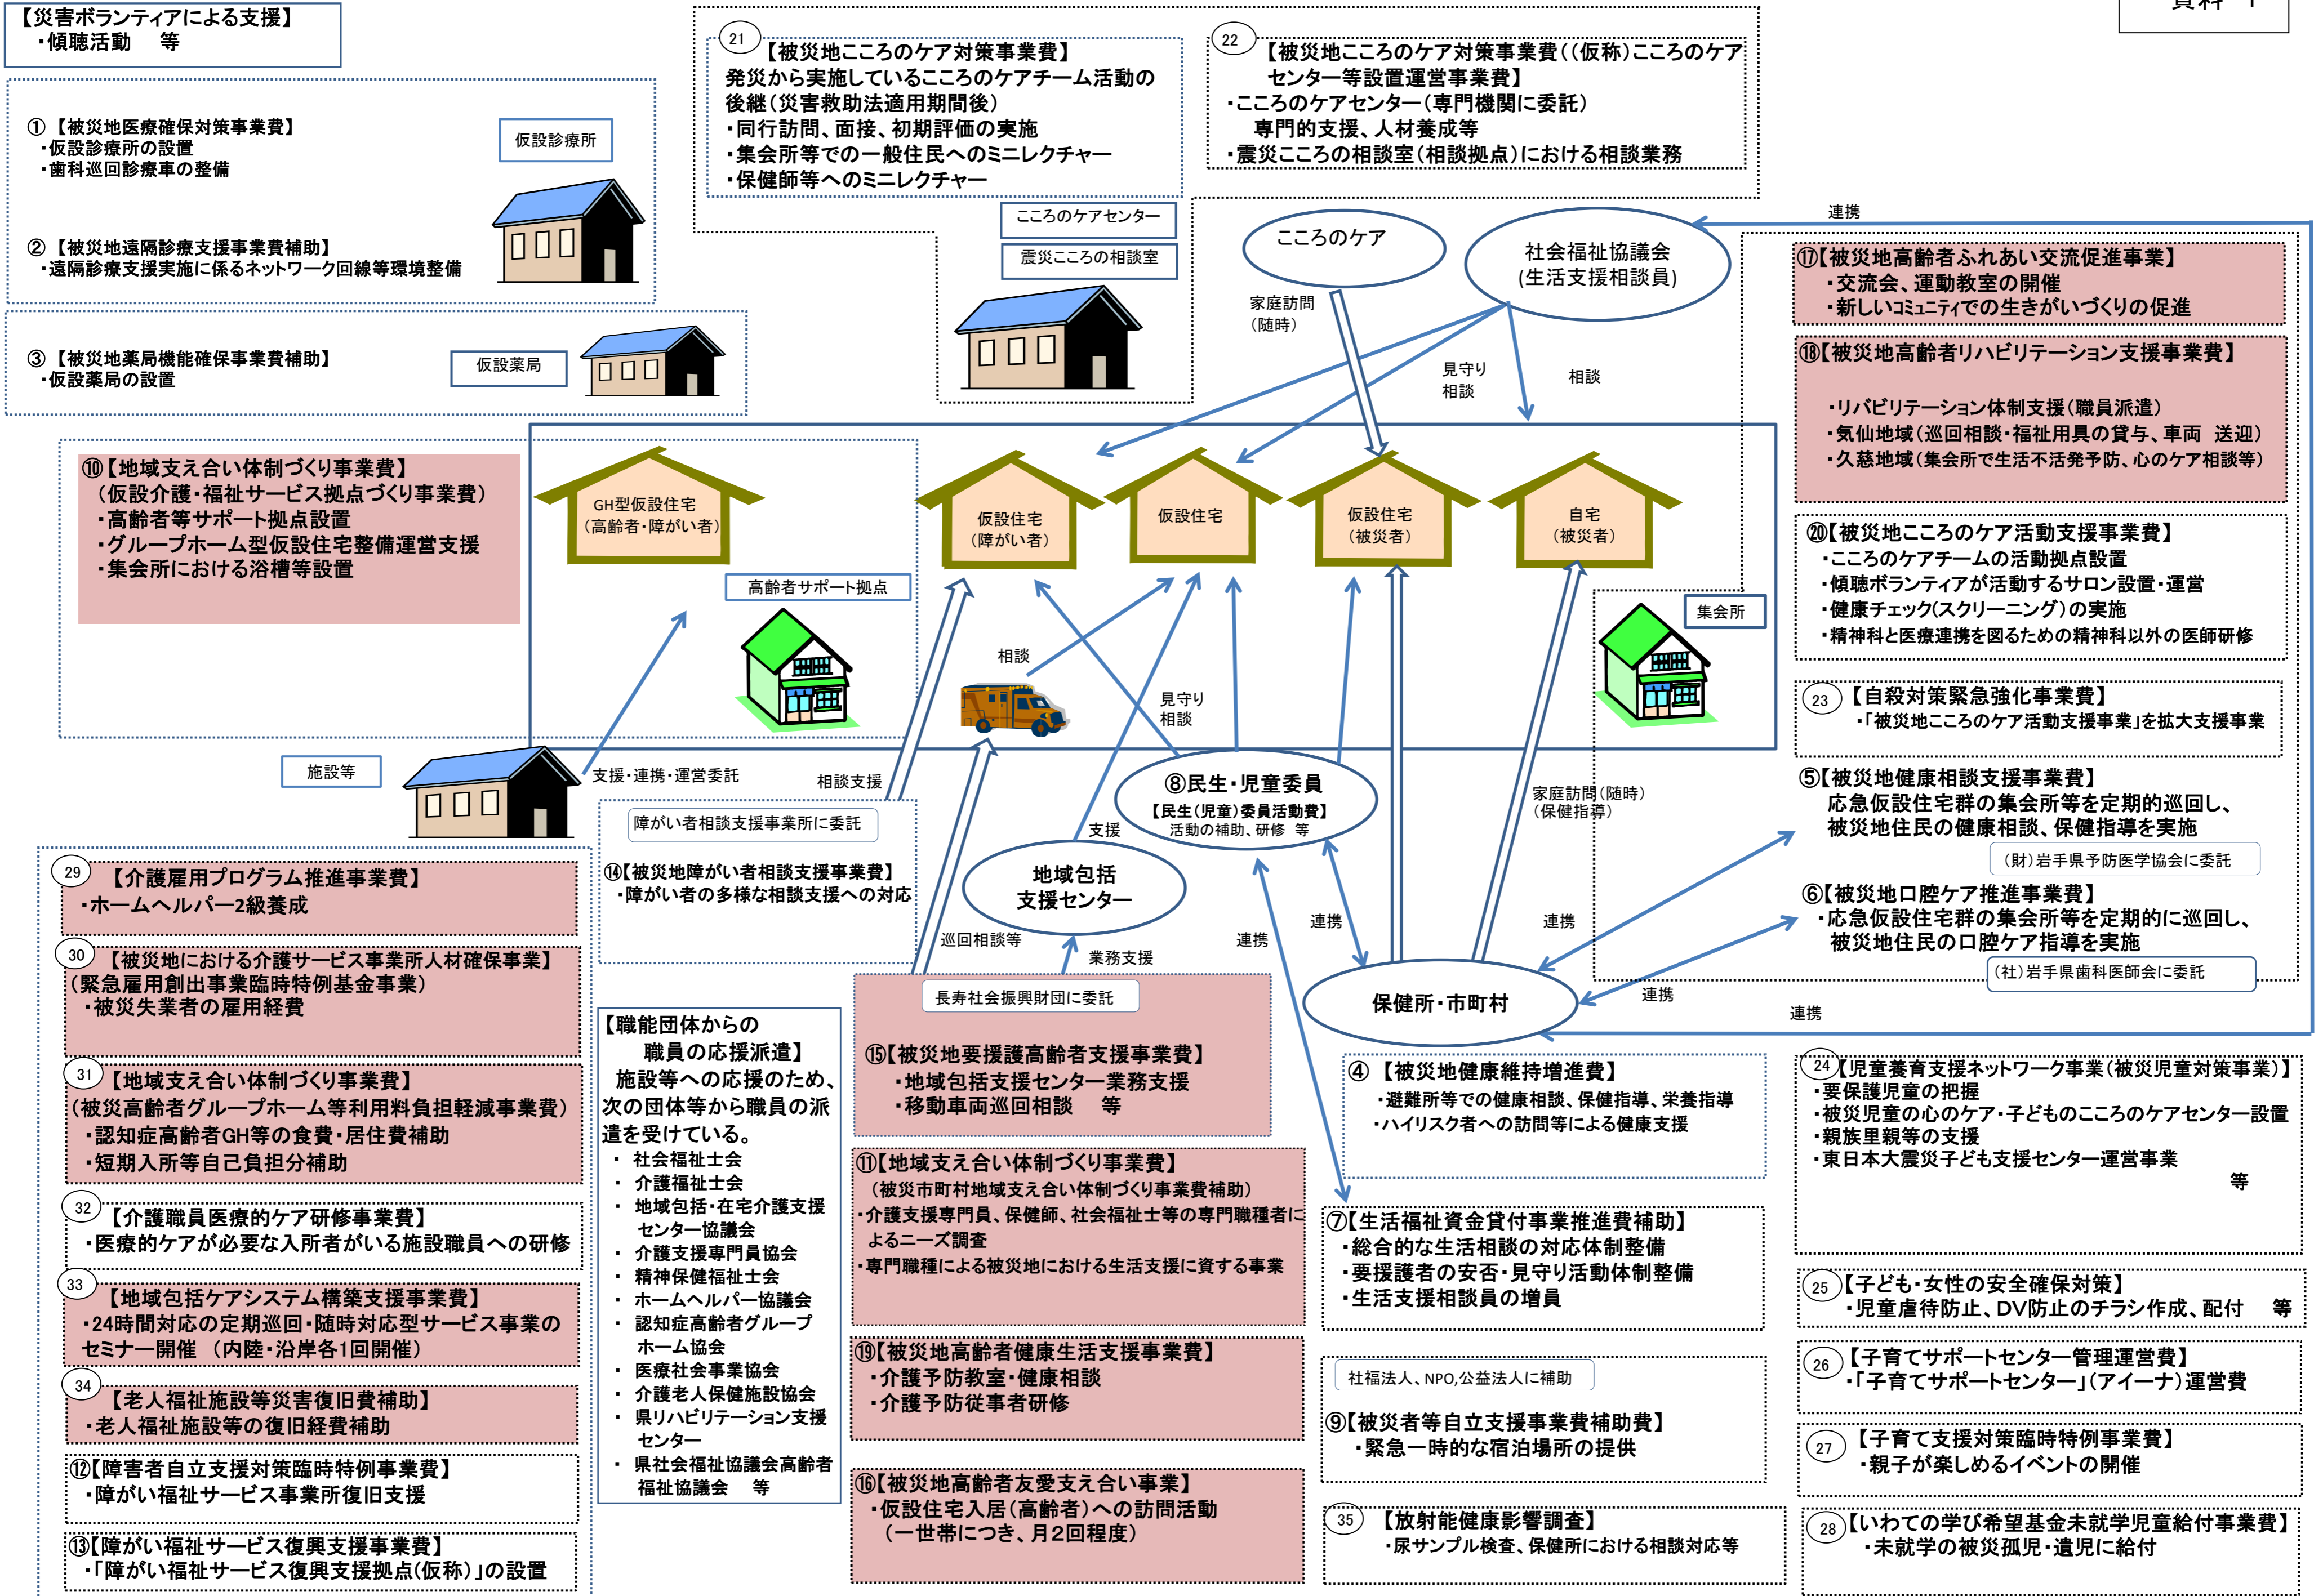 資料 1
【災害ボランティアによる支援】
・傾聴活動 等
① 【被災地医療確保対策事業費】
・仮設診療所の設置
・歯科巡回診療車の整備
仮設診療所
② 【被災地遠隔診療支援事業費補助】
・遠隔診療支援実施に係るネットワーク回線等環境整備
③ 【被災地薬局機能確保事業費補助】
・仮設薬局の設置
仮設薬局
21
【被災地こころのケア対策事業費】
発災から実施しているこころのケアチーム活動の
後継(災害救助法適用期間後)
・同行訪問、面接、初期評価の実施
・集会所等での一般住民へのミニレクチャー
・保健師等へのミニレクチャー
22
【被災地こころのケア対策事業費((仮称)こころのケア
センター等設置運営事業費】
・こころのケアセンター(専門機関に委託)
専門的支援、人材養成等
・震災こころの相談室(相談拠点)における相談業務
こころのケアセンター
震災こころの相談室
こころのケア
社会福祉協議会
(生活支援相談員)
連携
家庭訪問
(随時)
見守り
相談
相談
⑰【被災地高齢者ふれあい交流促進事業】
・交流会、運動教室の開催
・新しいコミュニティでの生きがいづくりの促進
⑱【被災地高齢者リハビリテーション支援事業費】
・リバビリテーション体制支援(職員派遣)
・気仙地域(巡回相談・福祉用具の貸与、車両 送迎)
・久慈地域(集会所で生活不活発予防、心のケア相談等)
⑳【被災地こころのケア活動支援事業費】
・こころのケアチームの活動拠点設置
・傾聴ボランティアが活動するサロン設置・運営
・健康チェック(スクリーニング)の実施
・精神科と医療連携を図るための精神科以外の医師研修
23
【自殺対策緊急強化事業費】
・「被災地こころのケア活動支援事業」を拡大支援事業
⑤【被災地健康相談支援事業費】
応急仮設住宅群の集会所等を定期的巡回し、
被災地住民の健康相談、保健指導を実施
(財)岩手県予防医学協会に委託
⑥【被災地口腔ケア推進事業費】
・応急仮設住宅群の集会所等を定期的に巡回し、
被災地住民の口腔ケア指導を実施
(社)岩手県歯科医師会に委託
⑩【地域支え合い体制づくり事業費】
(仮設介護・福祉サービス拠点づくり事業費)
・高齢者等サポート拠点設置
・グループホーム型仮設住宅整備運営支援
・集会所における浴槽等設置
GH型仮設住宅
(高齢者・障がい者)
仮設住宅
(障がい者)
仮設住宅
仮設住宅
(被災者)
自宅
(被災者)
高齢者サポート拠点
集会所
相談
見守り
相談
施設等
支援・連携・運営委託
相談支援
障がい者相談支援事業所に委託
⑭【被災地障がい者相談支援事業費】
・障がい者の多様な相談支援への対応
⑧民生・児童委員
【民生(児童)委員活動費】
活動の補助、研修 等
支援
地域包括
支援センター
家庭訪問(随時)
(保健指導)
巡回相談等
業務支援
連携
連携
連携
連携
連携
保健所・市町村
29
【介護雇用プログラム推進事業費】
・ホームヘルパー2級養成
30
【被災地における介護サービス事業所人材確保事業】
(緊急雇用創出事業臨時特例基金事業)
・被災失業者の雇用経費
31
【地域支え合い体制づくり事業費】
(被災高齢者グループホーム等利用料負担軽減事業費)
・認知症高齢者GH等の食費・居住費補助
・短期入所等自己負担分補助
32
【介護職員医療的ケア研修事業費】
・医療的ケアが必要な入所者がいる施設職員への研修
33
【地域包括ケアシステム構築支援事業費】
・24時間対応の定期巡回・随時対応型サービス事業の
セミナー開催 (内陸・沿岸各1回開催)
34
【老人福祉施設等災害復旧費補助】
・老人福祉施設等の復旧経費補助
⑫【障害者自立支援対策臨時特例事業費】
・障がい福祉サービス事業所復旧支援
⑬【障がい福祉サービス復興支援事業費】
・「障がい福祉サービス復興支援拠点(仮称)」の設置
【職能団体からの
職員の応援派遣】
施設等への応援のため、
次の団体等から職員の派
遣を受けている。
・ 社会福祉士会
・ 介護福祉士会
・ 地域包括・在宅介護支援
センター協議会
・ 介護支援専門員協会
・ 精神保健福祉士会
・ ホームヘルパー協議会
・ 認知症高齢者グループ
ホーム協会
・ 医療社会事業協会
・ 介護老人保健施設協会
・ 県リハビリテーション支援
センター
・ 県社会福祉協議会高齢者
福祉協議会 等
長寿社会振興財団に委託
⑮【被災地要援護高齢者支援事業費】
・地域包括支援センター業務支援
・移動車両巡回相談 等
⑪【地域支え合い体制づくり事業費】
(被災市町村地域支え合い体制づくり事業費補助)
・介護支援専門員、保健師、社会福祉士等の専門職種者に
よるニーズ調査
・専門職種による被災地における生活支援に資する事業
⑲【被災地高齢者健康生活支援事業費】
・介護予防教室・健康相談
・介護予防従事者研修
⑯【被災地高齢者友愛支え合い事業】
・仮設住宅入居(高齢者)への訪問活動
(一世帯につき、月2回程度)
④ 【被災地健康維持増進費】
・避難所等での健康相談、保健指導、栄養指導
・ハイリスク者への訪問等による健康支援
⑦【生活福祉資金貸付事業推進費補助】
・総合的な生活相談の対応体制整備
・要援護者の安否・見守り活動体制整備
・生活支援相談員の増員
社福法人、NPO,公益法人に補助
⑨【被災者等自立支援事業費補助費】
・緊急一時的な宿泊場所の提供
35
【放射能健康影響調査】
・尿サンプル検査、保健所における相談対応等
24
【児童養育支援ネットワーク事業(被災児童対策事業)】
・要保護児童の把握
・被災児童の心のケア・子どものこころのケアセンター設置
・親族里親等の支援
・東日本大震災子ども支援センター運営事業
等
25
【子ども・女性の安全確保対策】
・児童虐待防止、DV防止のチラシ作成、配付 等
26
【子育てサポートセンター管理運営費】
・「子育てサポートセンター」(アイーナ)運営費
27
【子育て支援対策臨時特例事業費】
・親子が楽しめるイベントの開催
28
【いわての学び希望基金未就学児童給付事業費】
・未就学の被災孤児・遺児に給付